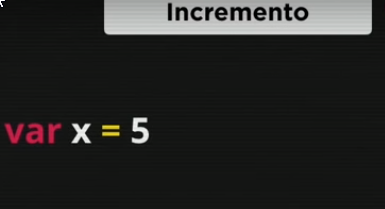 Incremento
var x = 5